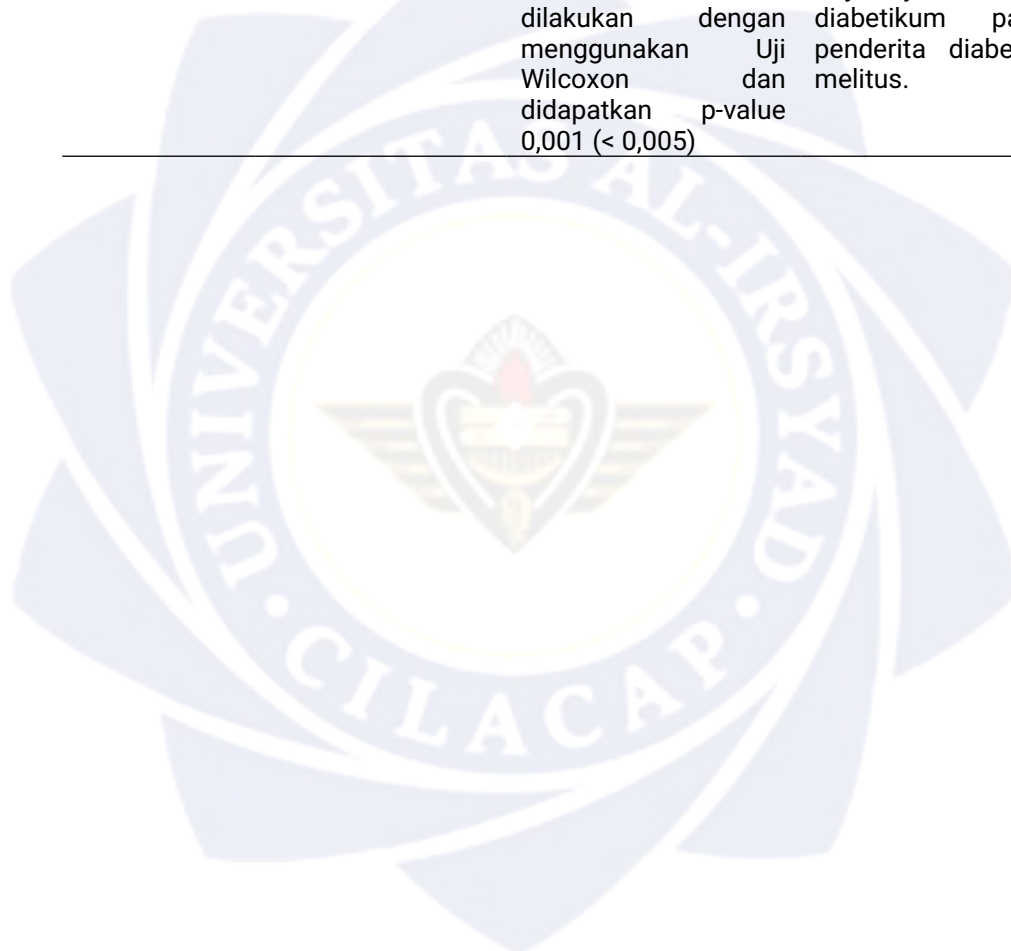 dilakukan dengan
menggunakan Uji
Wilcoxon dan
didapatkan p-value
0,001 (< 0,005)
diabetikum
penderita
melitus.
UNIVERSITAS AL-IRSYAD
CILACAP